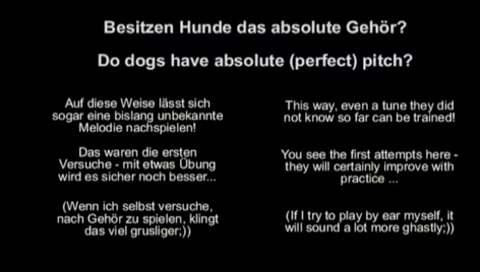 Besitzen Hunde das absolute Gehör?
Do dogs have absolute (perfect) pitch?
Auf diese Weise lässt sich
sogar eine bislang unbekannte
Melodie nachspielen!
Das waren die ersten
Versuche - mit etwas Übung
wird es sicher noch besser...
(Wenn ich selbst versuche,
nach Gehör zu spielen, klingt
das viel grusliger;))
This way, even a tune they did
not know so far can be trained!
You see the first attempts here -
they will certainly improve with
practice ...
(If I try to play by ear myself, it
will sound a lot more ghastly;))